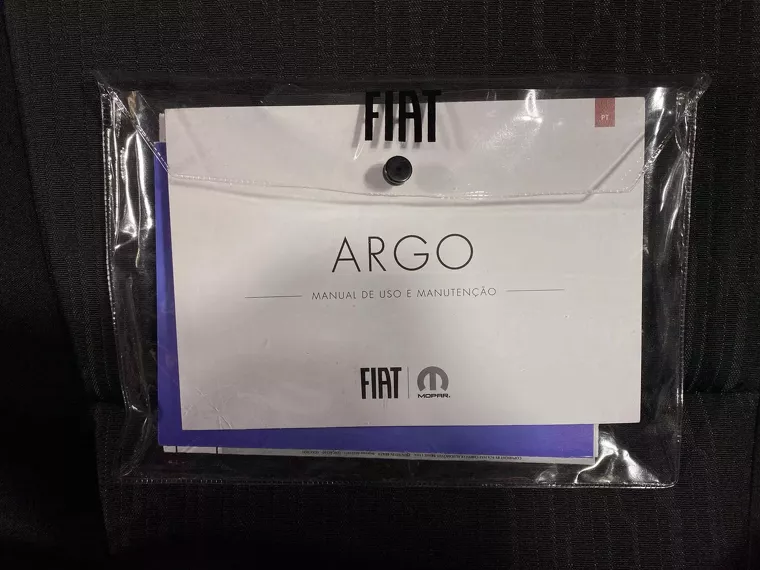 FIAT
PT
ARGO
MANUAL DE USO E MANUTENÇÃO
FIAT
MOPAR.